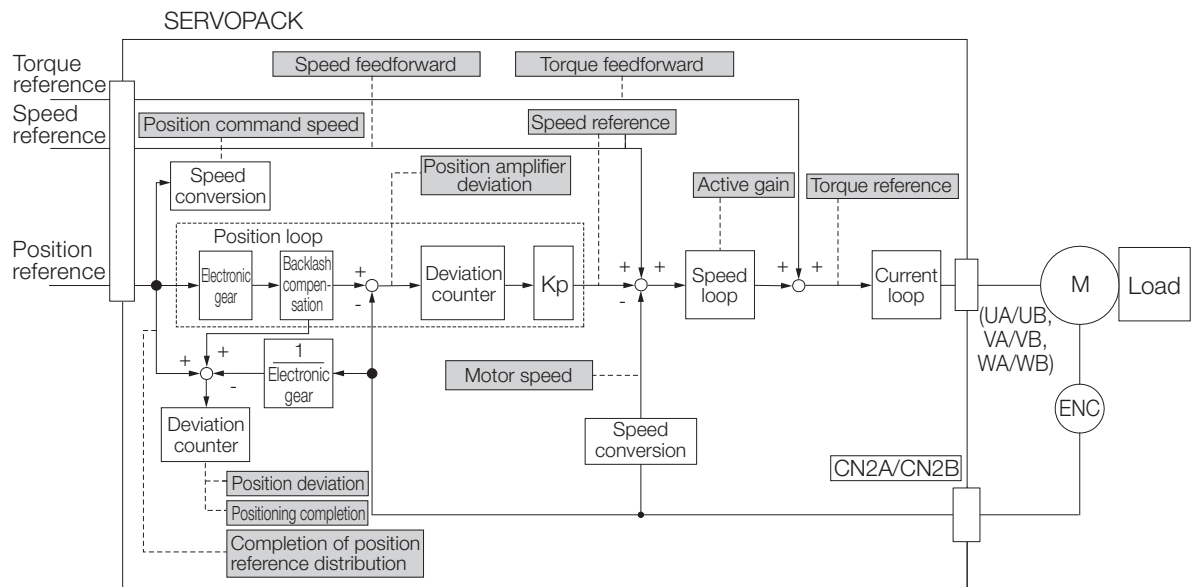 SERVOPACK
Torque
reference
Speed feedforward
Torque feedforward
Speed
reference
Position command speed
Speed reference
Speed
conversion
Position amplifier
deviation
Active gain
Torque reference
Position
reference
Position loop
Electronic
gear
Backlash
compen-
sation
+
-
Deviation
counter
Kp
+
-
+
Speed
loop
+
+
Current
loop
M
Load
(UA/UB,
VA/VB,
WA/WB)
+
+
-
1
Electronic
gear
Motor speed
ENC
Deviation
counter
Speed
conversion
CN2A/CN2B
Position deviation
Positioning completion
Completion of position
reference distribution